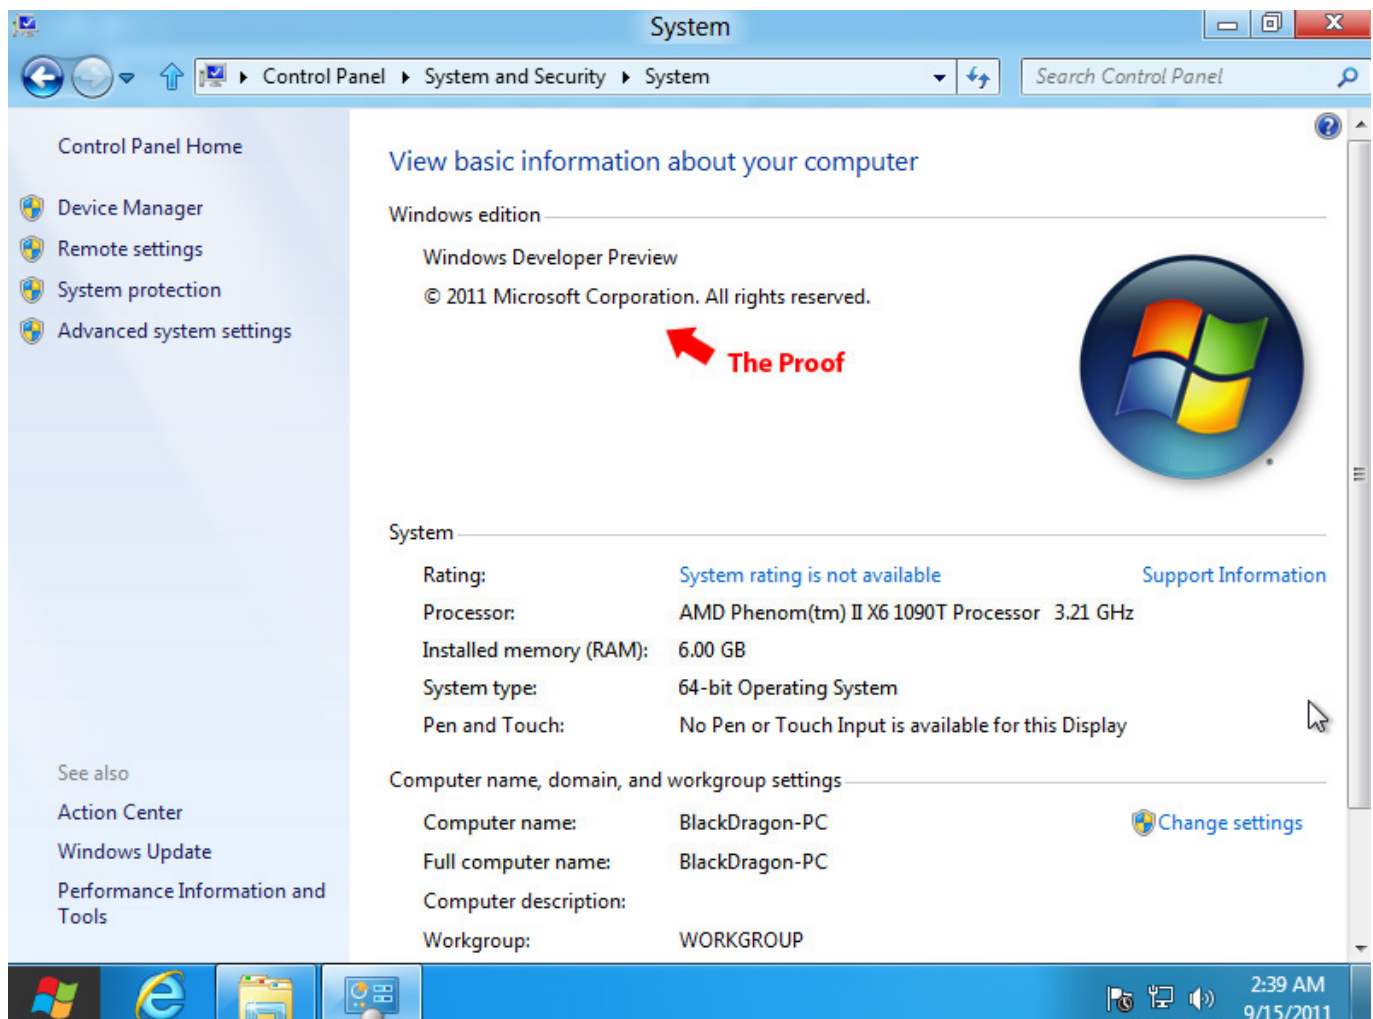 System
Control Panel ▸ System and Security ▸ System
Search Control Panel
Control Panel Home
Device Manager
Remote settings
System protection
Advanced system settings
See also
Action Center
Windows Update
Performance Information and
Tools
View basic information about your computer
Windows edition
Windows Developer Preview
© 2011 Microsoft Corporation. All rights reserved.
The Proof
System
Rating: System rating is not available Support Information
Processor: AMD Phenom(tm) II X6 1090T Processor 3.21 GHz
Installed memory (RAM): 6.00 GB
System type: 64-bit Operating System
Pen and Touch: No Pen or Touch Input is available for this Display
Computer name, domain, and workgroup settings
Computer name: BlackDragon-PC Change settings
Full computer name: BlackDragon-PC
Computer description:
Workgroup: WORKGROUP
2:39 AM
9/15/2011